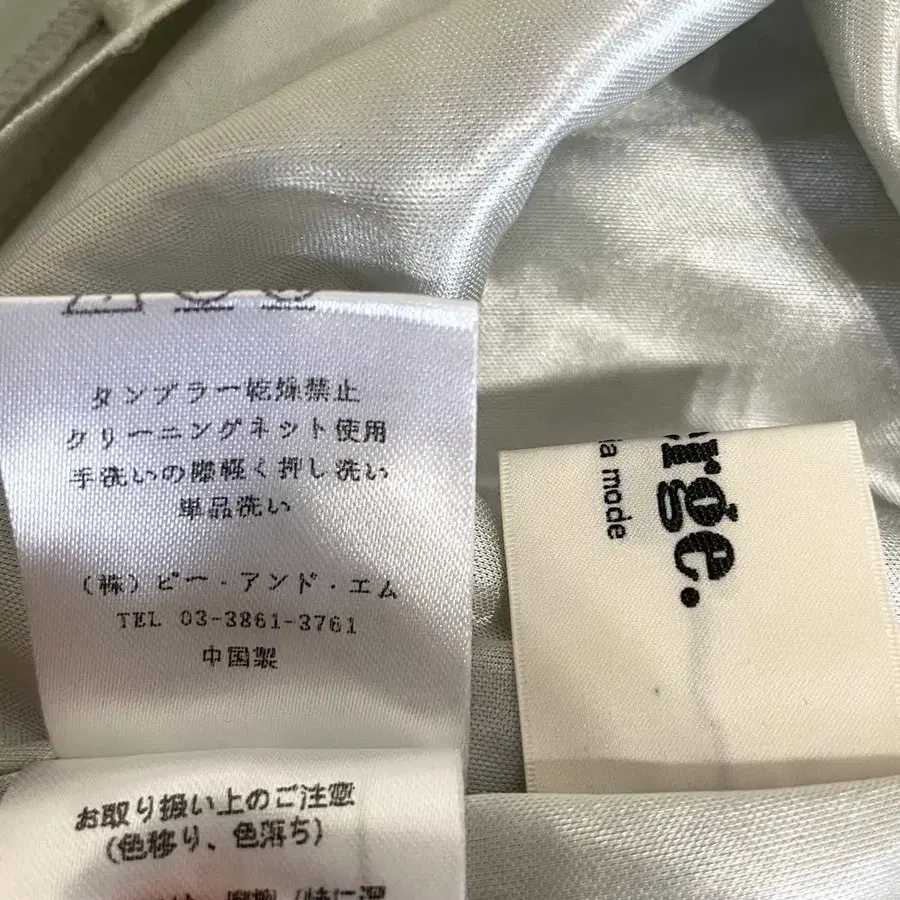 タンブラー乾燥禁止
クリーニングネット使用
手洗いの際軽く押し洗い
単品洗い
(株)ビー・アンド・エム
TEL 03-3861-3761
中国製
お取り扱い上のご注意
(色移り、色落ち)
erge.
ia mode